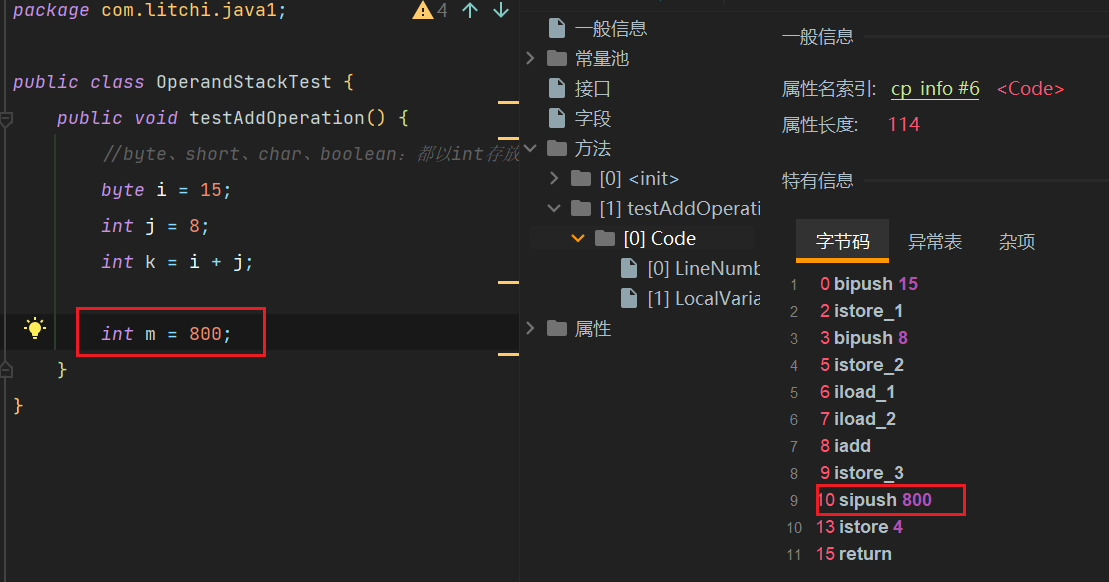 package com.litchi.java1;
4
public class OperandStackTest {
public void testAddOperation() {
//byte、short、char、boolean：都以int存放
byte i = 15;
int j = 8;
int k = i + j;
int m = 800;
}
}
一般信息
常量池
接口
字段
方法
[0] <init>
[1] testAddOperati
[0] Code
[0] LineNumb
[1] LocalVaria
属性
一般信息
属性名索引: cp_info #6 <Code>
属性长度: 114
特有信息
字节码 异常表 杂项
1 0 bipush 15
2 2 istore_1
3 3 bipush 8
4 5 istore_2
5 6 iload_1
6 7 iload_2
7 8 iadd
8 9 istore_3
9 10 sipush 800
10 13 istore 4
11 15 return